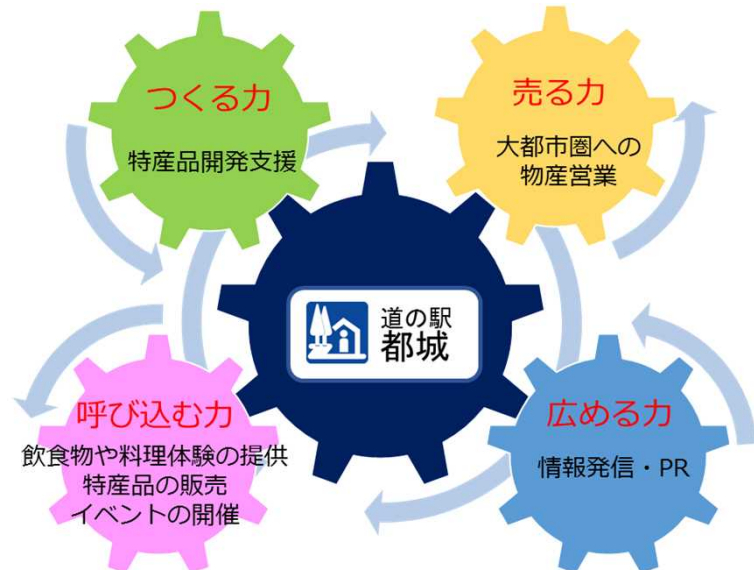 つくる力
特産品開発支援
売る力
大都市圏への
物産営業
道の駅
都城
呼び込む力
飲食物や料理体験の提供
特産品の販売
イベントの開催
広める力
情報発信・PR